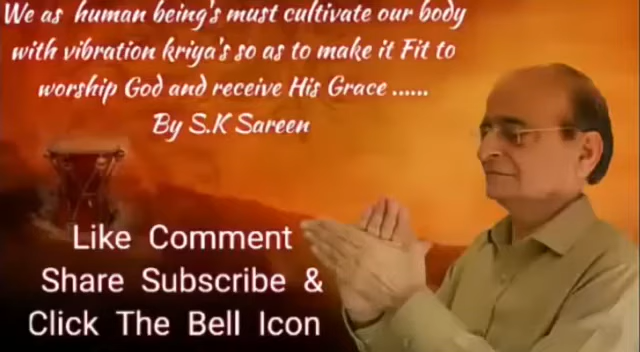 We as human being's must cultivate our body
with vibration kriya's so as to make it Fit to
worship God and receive His Grace ......
By S.K Sareen
Like Comment
Share Subscribe &
Click The Bell Icon